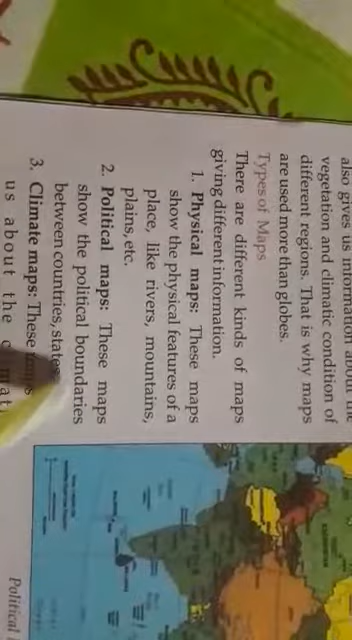 also gives us information about the
vegetation and climatic condition of
different regions. That is why maps
are used more than globes.
Types of Maps
There are different kinds of maps
giving different information.
1. Physical maps: These maps
show the physical features of a
place, like rivers, mountains,
plains, etc.
2. Political maps: These maps
show the political boundaries
between countries, states
3. Climate maps: These maps
us about the
Political